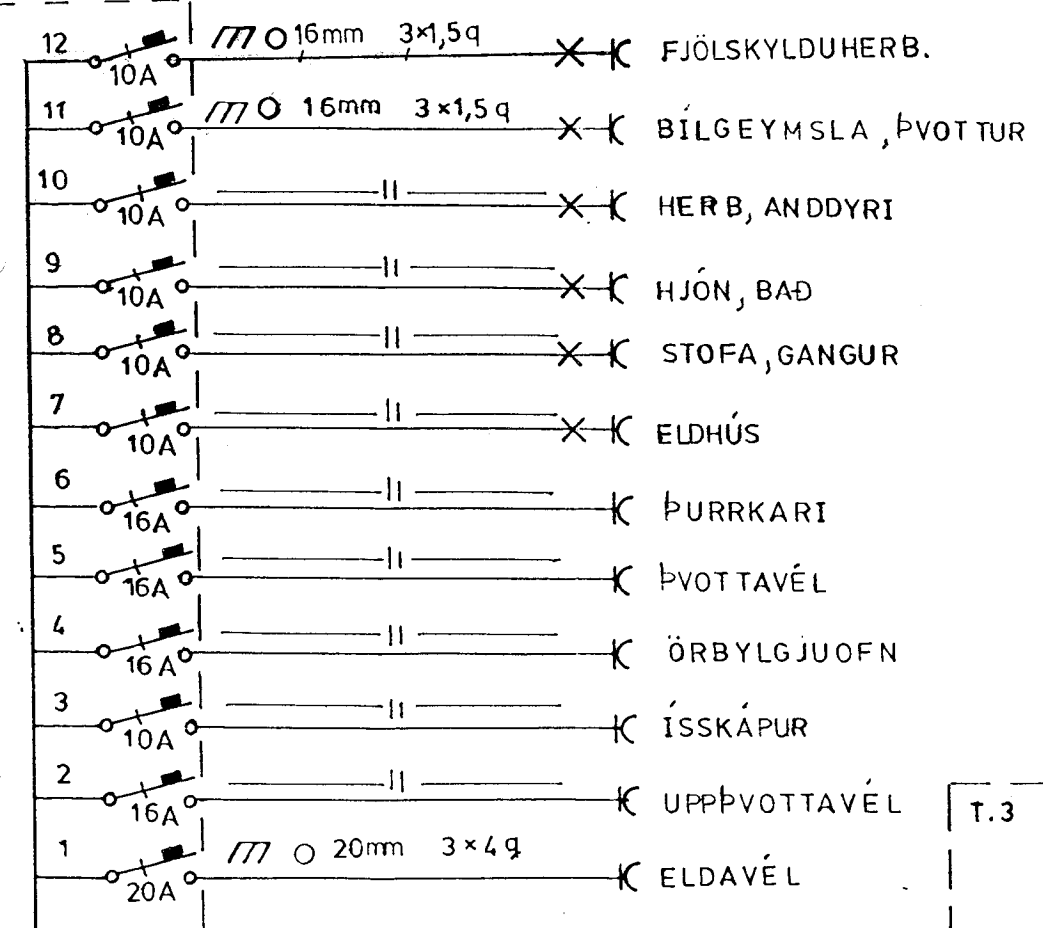 12 16mm 3×1,5q FJÖLSKYLDUHERB.
10A
11 16mm 3×1,5q BÍLGEYMSLA, ÞVOTTUR
10A
10 HERB, ANDDYRI
10A
9 HJÓN, BAÐ
10A
8 STOFA, GANGUR
10A
7 ELDHÚS
10A
6 ÞURRKARI
16A
5 ÞVOTTAVÉL
16A
4 ÖRBYLGJUOFN
16A
3 ÍSSKÁPUR
10A
2 UPPÞVOTTAVÉL T.3
16A
1 20mm 3×4q ELDAVÉL
20A